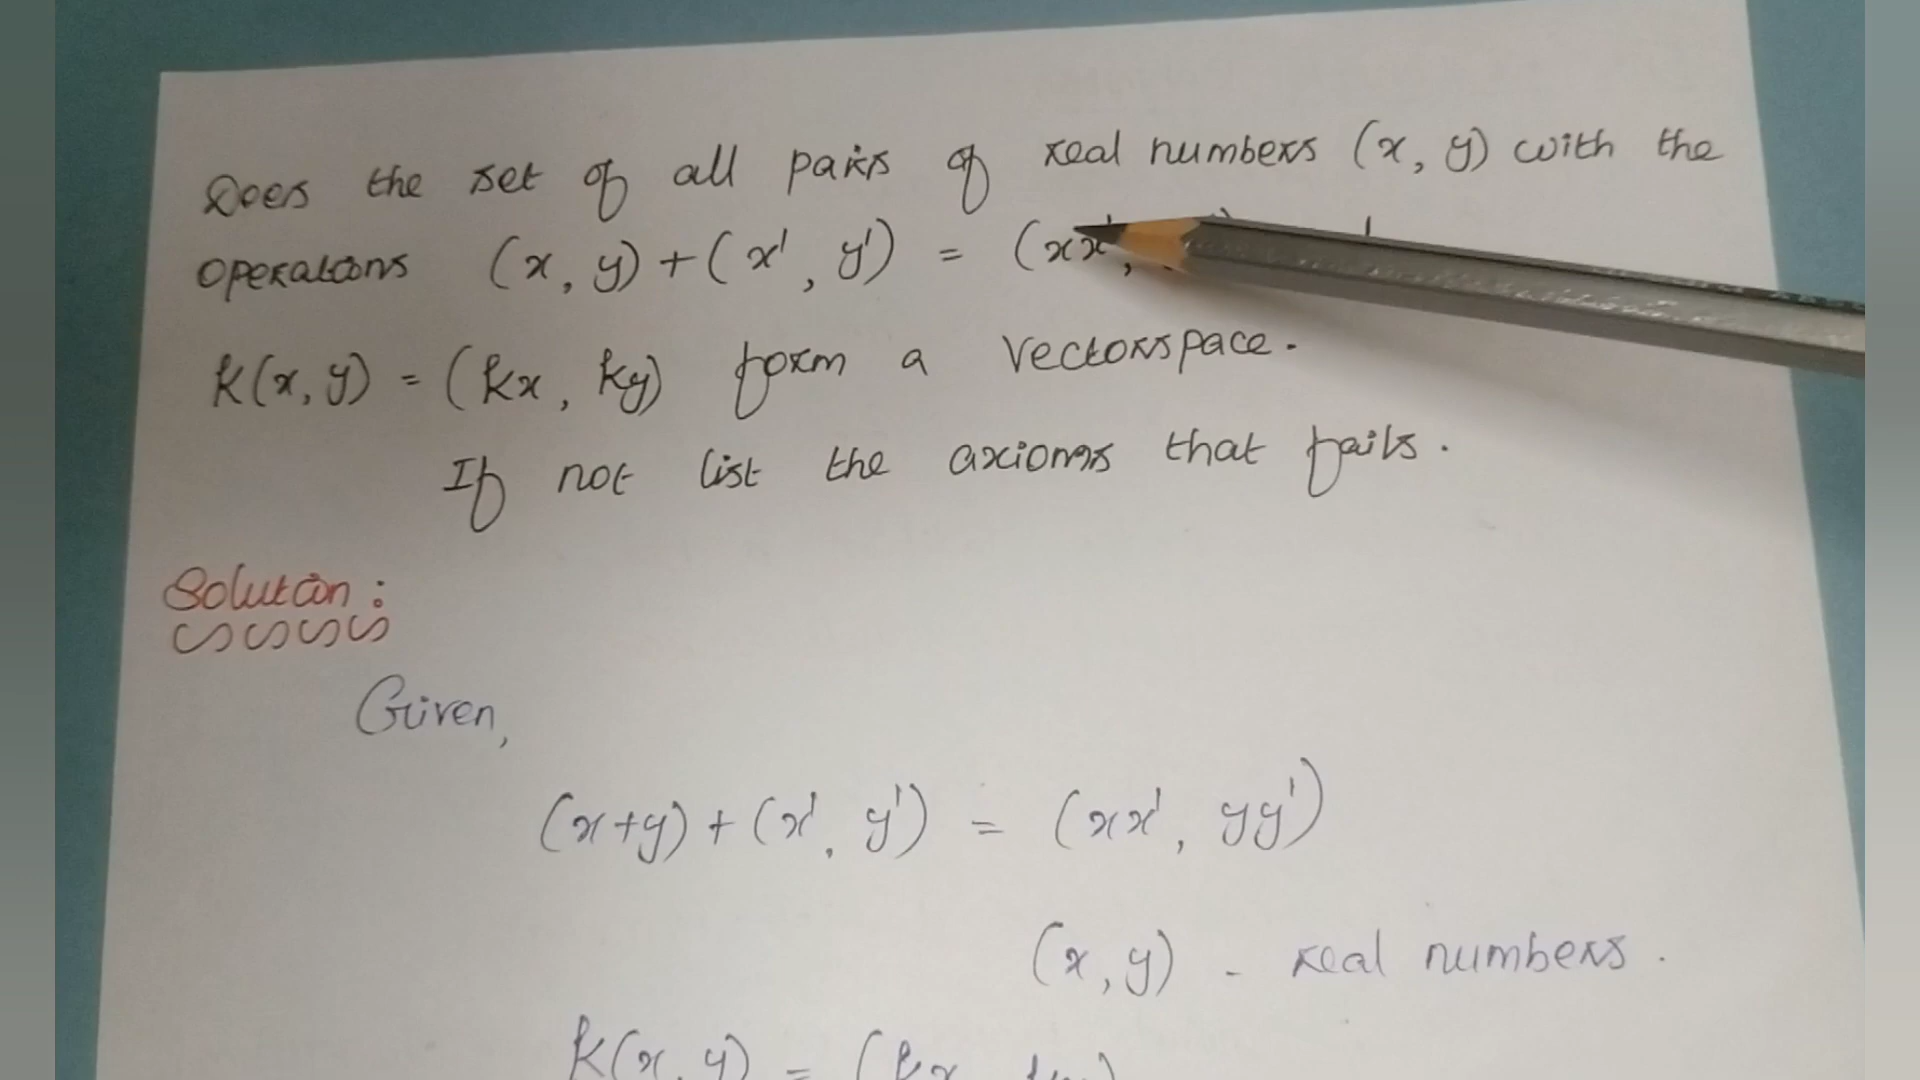 Does the set of all pairs of real numbers (x, y) with the
operations (x, y) + (x', y') = (xx',
k(x, y) = (kx, ky) form a vectorspace.
If not list the axioms that fails.
Solution:
Given,
(x+y) + (x', y') = (xx', yy')
(x, y) - real numbers.
k(x, y) = (kx